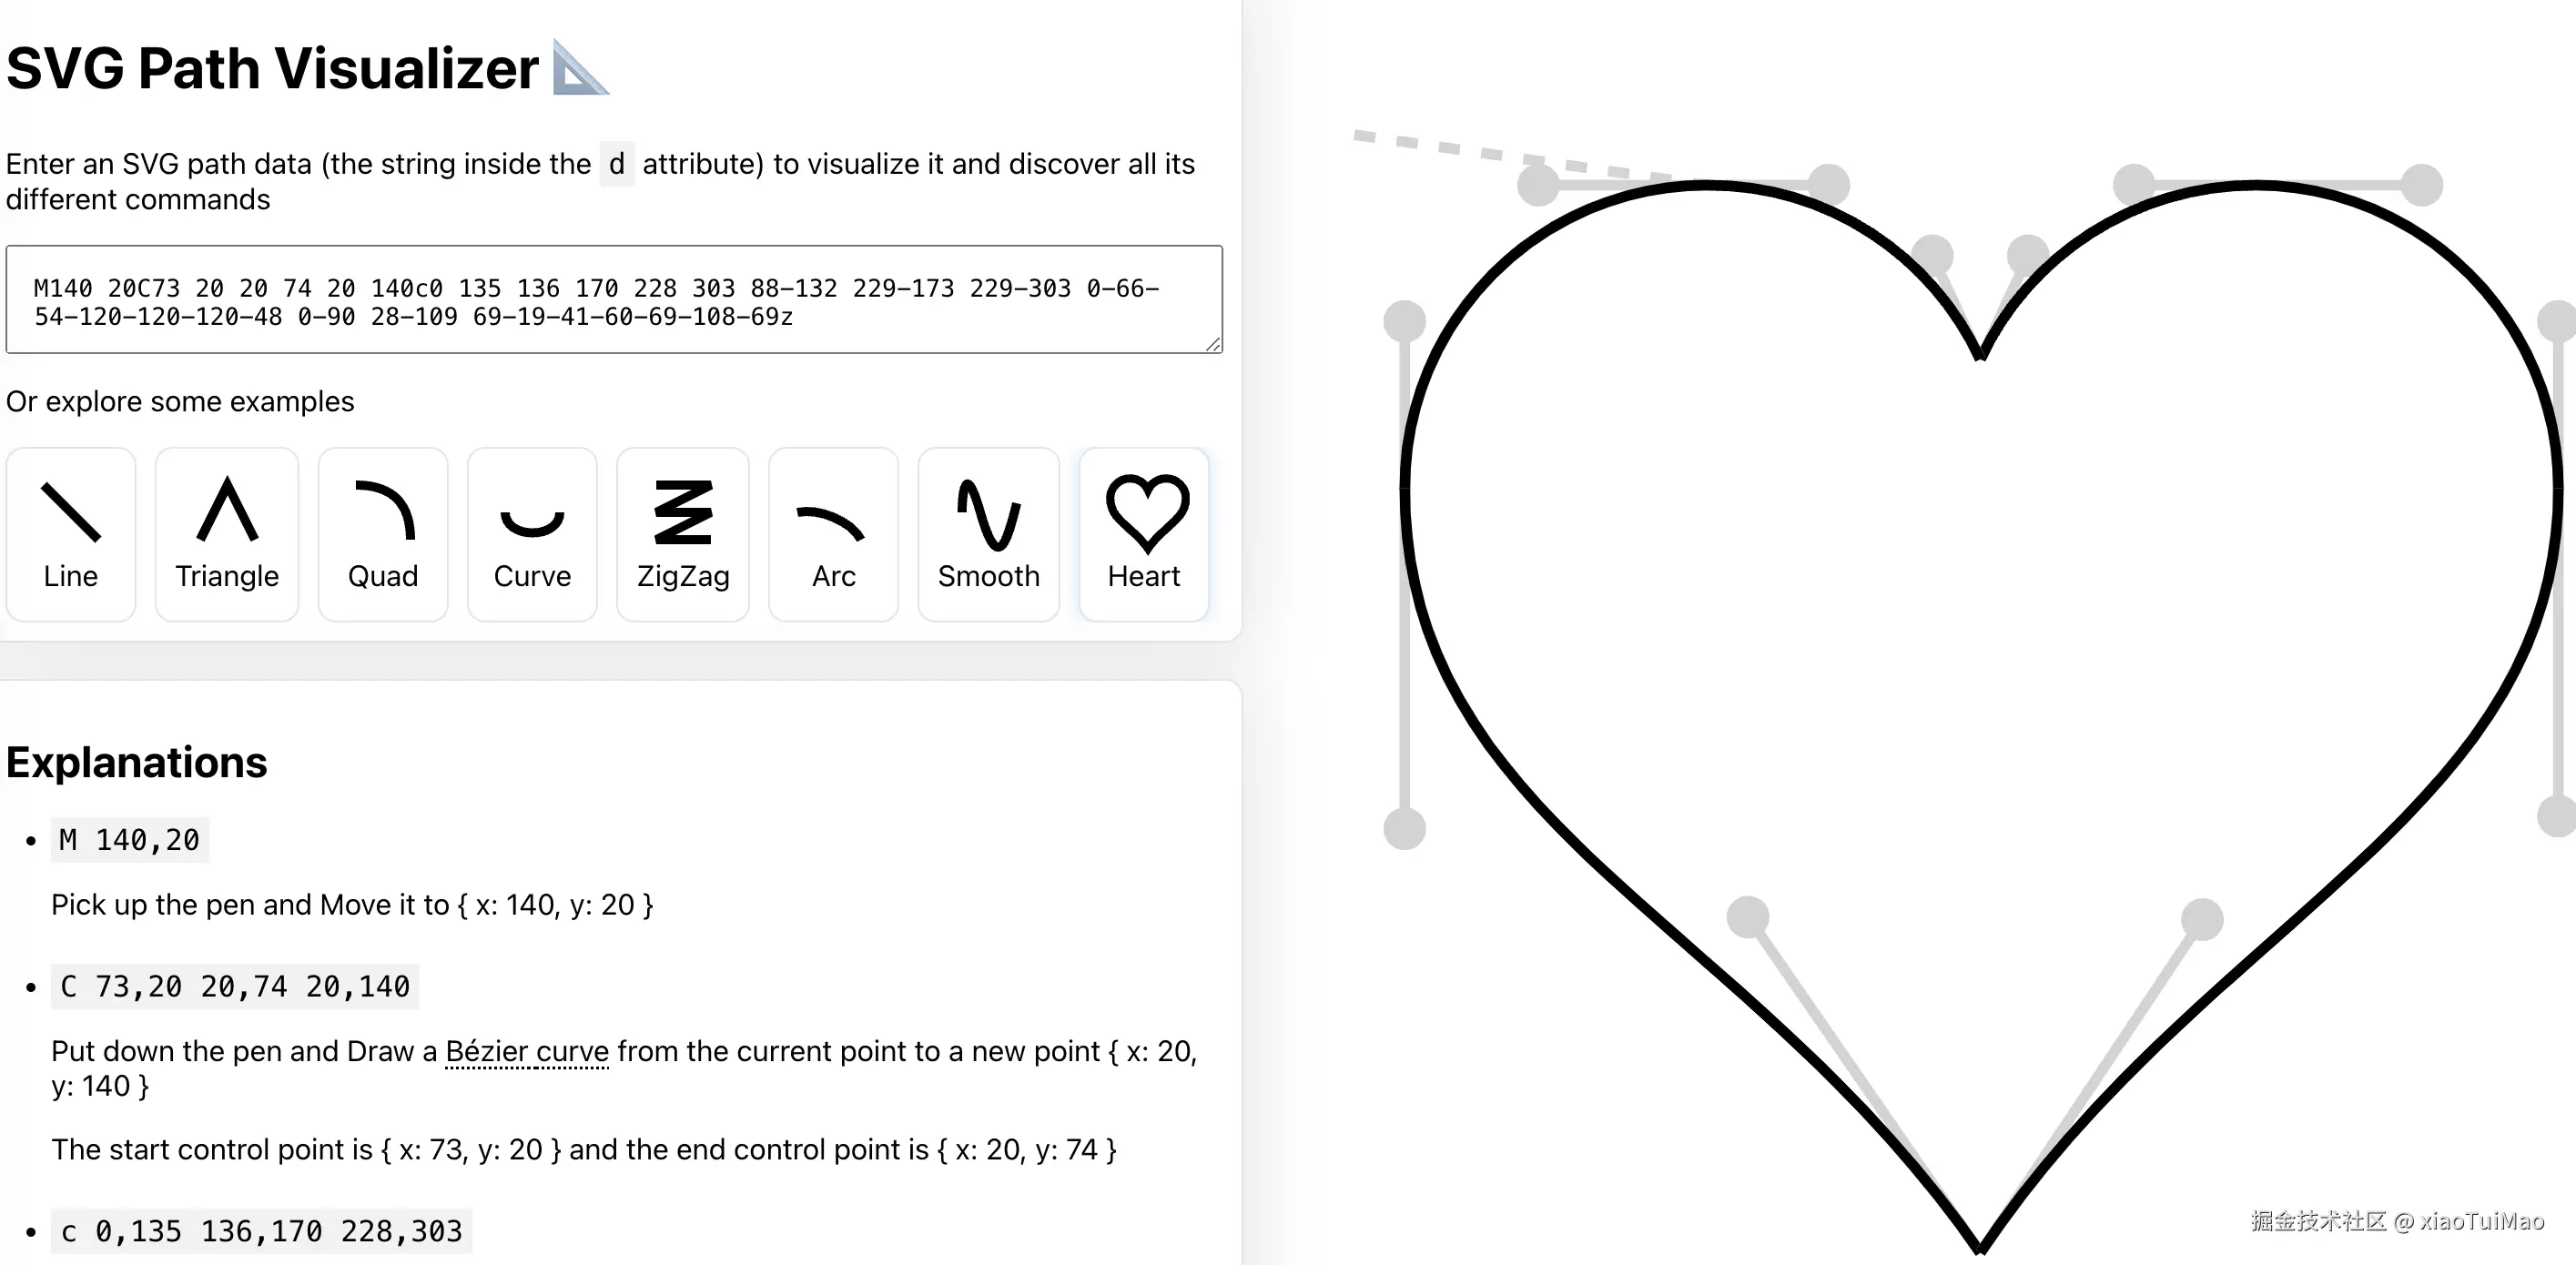 SVG Path Visualizer
Enter an SVG path data (the string inside the d attribute) to visualize it and discover all its
different commands
M140 20C73 20 20 74 20 140c0 135 136 170 228 303 88-132 229-173 229-303 0-66-
54-120-120-120-48 0-90 28-109 69-19-41-60-69-108-69z
Or explore some examples
Line
Triangle
Quad
Curve
ZigZag
Arc
Smooth
Heart
Explanations
M 140,20
Pick up the pen and Move it to { x: 140, y: 20 }
C 73,20 20,74 20,140
Put down the pen and Draw a Bézier curve from the current point to a new point { x: 20,
y: 140 }
The start control point is { x: 73, y: 20 } and the end control point is { x: 20, y: 74 }
c 0,135 136,170 228,303
掘金技术社区 @ xiaoTuiMao